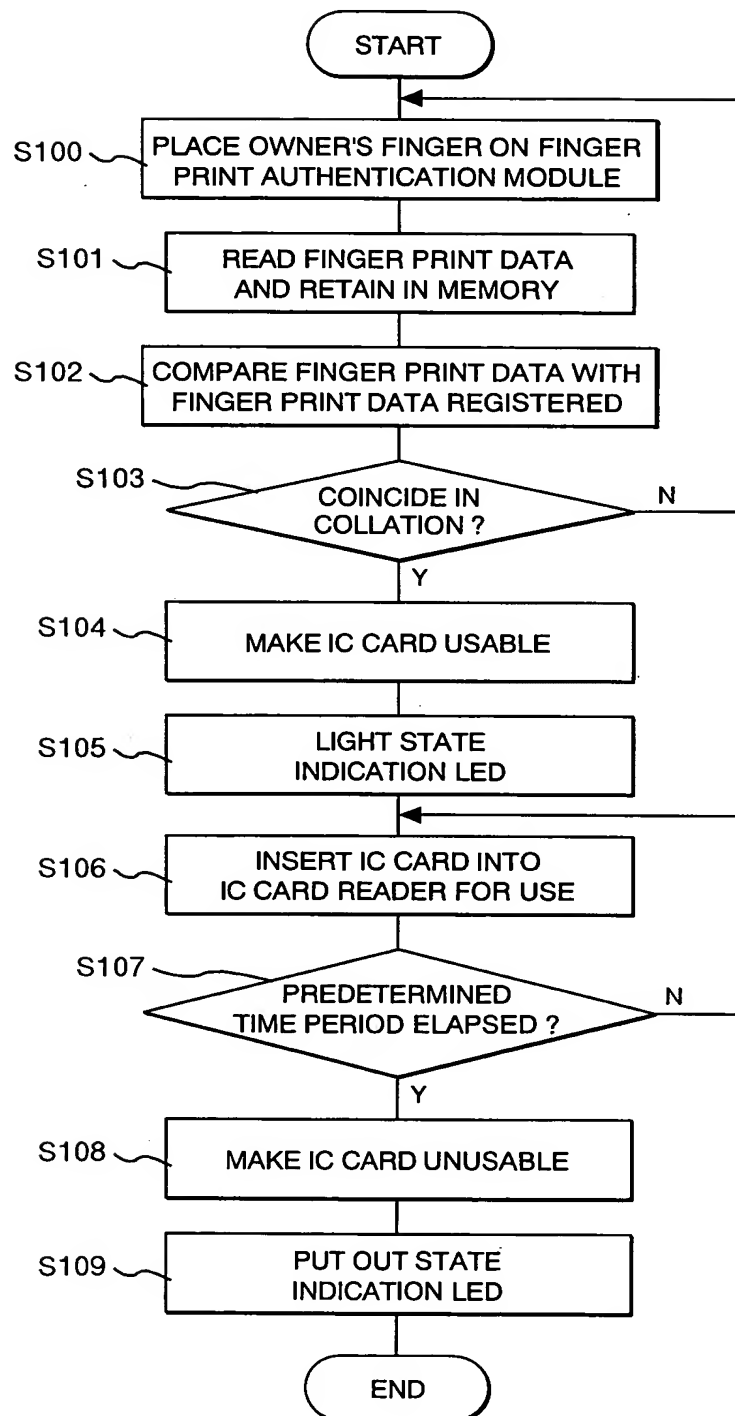 START
S100
PLACE OWNER'S FINGER ON FINGER
PRINT AUTHENTICATION MODULE
S101
READ FINGER PRINT DATA
AND RETAIN IN MEMORY
S102
COMPARE FINGER PRINT DATA WITH
FINGER PRINT DATA REGISTERED
S103
COINCIDE IN
COLLATION ?
N
Y
S104
MAKE IC CARD USABLE
S105
LIGHT STATE
INDICATION LED
S106
INSERT IC CARD INTO
IC CARD READER FOR USE
S107
PREDETERMINED
TIME PERIOD ELAPSED ?
N
Y
S108
MAKE IC CARD UNUSABLE
S109
PUT OUT STATE
INDICATION LED
END